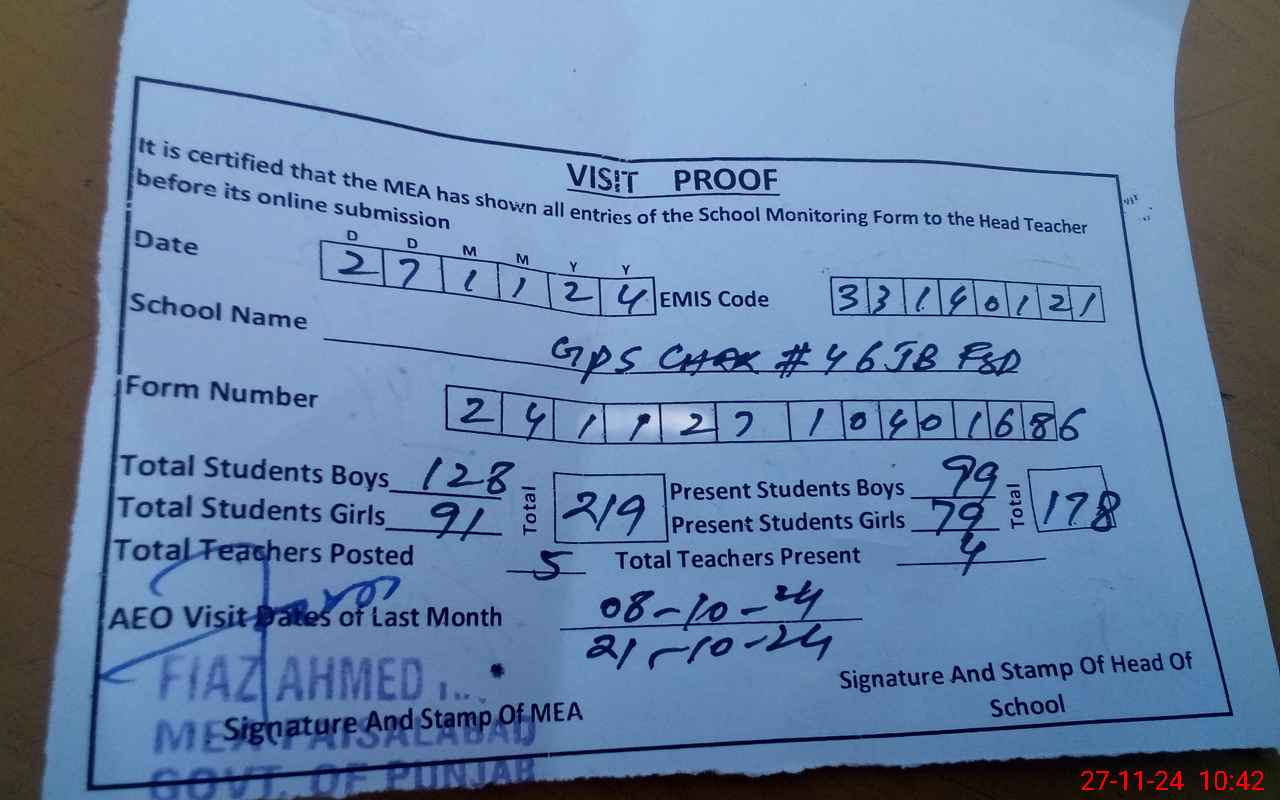 VISIT PROOF
It is certified that the MEA has shown all entries of the School Monitoring Form to the Head Teacher
before its online submission
D D M M Y Y
Date 2 7 1 1 2 4 EMIS Code 3 3 1 4 0 1 2 1
School Name GPS CHAK # 46 JB FSD
Form Number 2 4 1 1 2 7 1 0 4 0 1 6 8 6
Total Students Boys 128 Total 219 Present Students Boys 99 Total 178
Total Students Girls 91 Present Students Girls 79
Total Teachers Posted 5 Total Teachers Present 4
AEO Visit Dates of Last Month 08-10-24
21-10-24
FIAZ AHMED
Signature And Stamp Of MEA
MEA FAISALABAD
GOVT. OF PUNJAB
Signature And Stamp Of Head Of
School
27-11-24 10:42